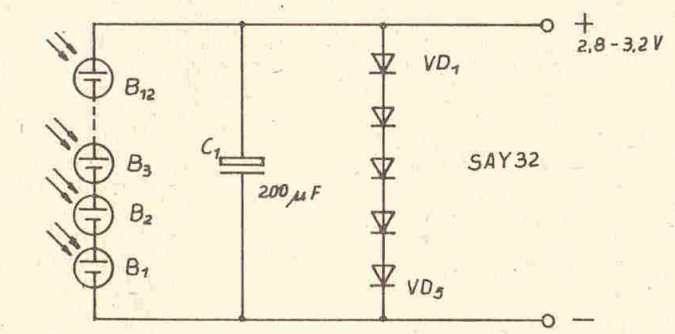 +
2,8-3,2 V
VD1
B12
C1
SAY32
B3
200 µF
B2
B1
VD5
—